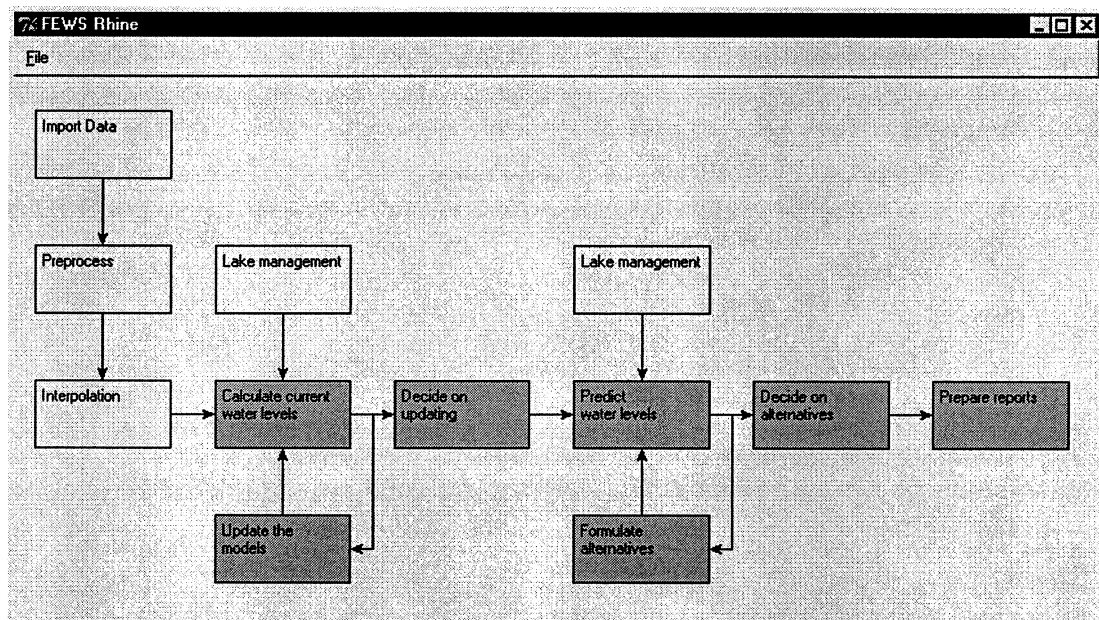 FEWS Rhine
File
Import Data
Preprocess
Lake management
Lake management
Interpolation
Calculate current
water levels
Decide on
updating
Predict
water levels
Decide on
alternatives
Prepare reports
Update the
models
Formulate
alternatives